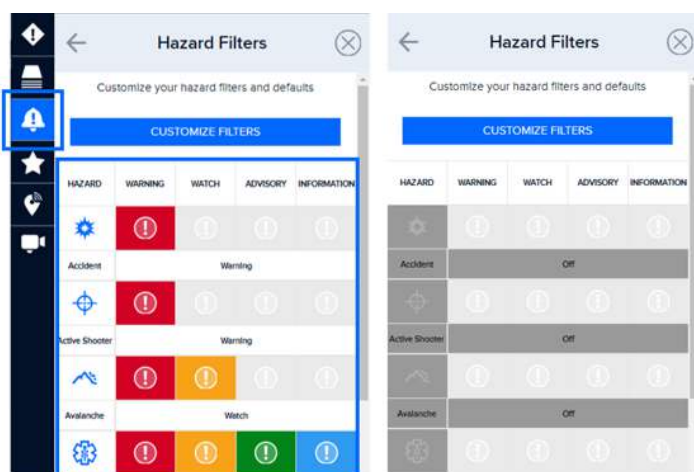 Hazard Filters
Customize your hazard filters and defaults
CUSTOMIZE FILTERS
HAZARD WARNING WATCH ADVISORY INFORMATION
Accident Warning
Active Shooter Warning
Avalanche Watch
Hazard Filters
Customize your hazard filters and defaults
CUSTOMIZE FILTERS
HAZARD WARNING WATCH ADVISORY INFORMATION
Accident Off
Active Shooter Off
Avalanche Off